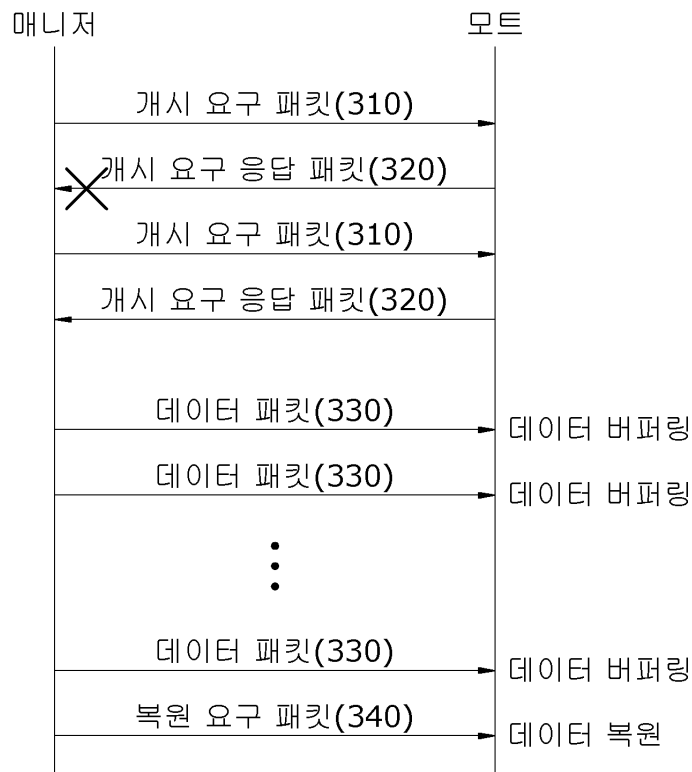 매니저 모트
개시 요구 패킷(310)
개시 요구 응답 패킷(320)
개시 요구 패킷(310)
개시 요구 응답 패킷(320)
데이터 패킷(330)
데이터 버퍼링
데이터 패킷(330)
데이터 버퍼링
데이터 패킷(330)
데이터 버퍼링
복원 요구 패킷(340)
데이터 복원